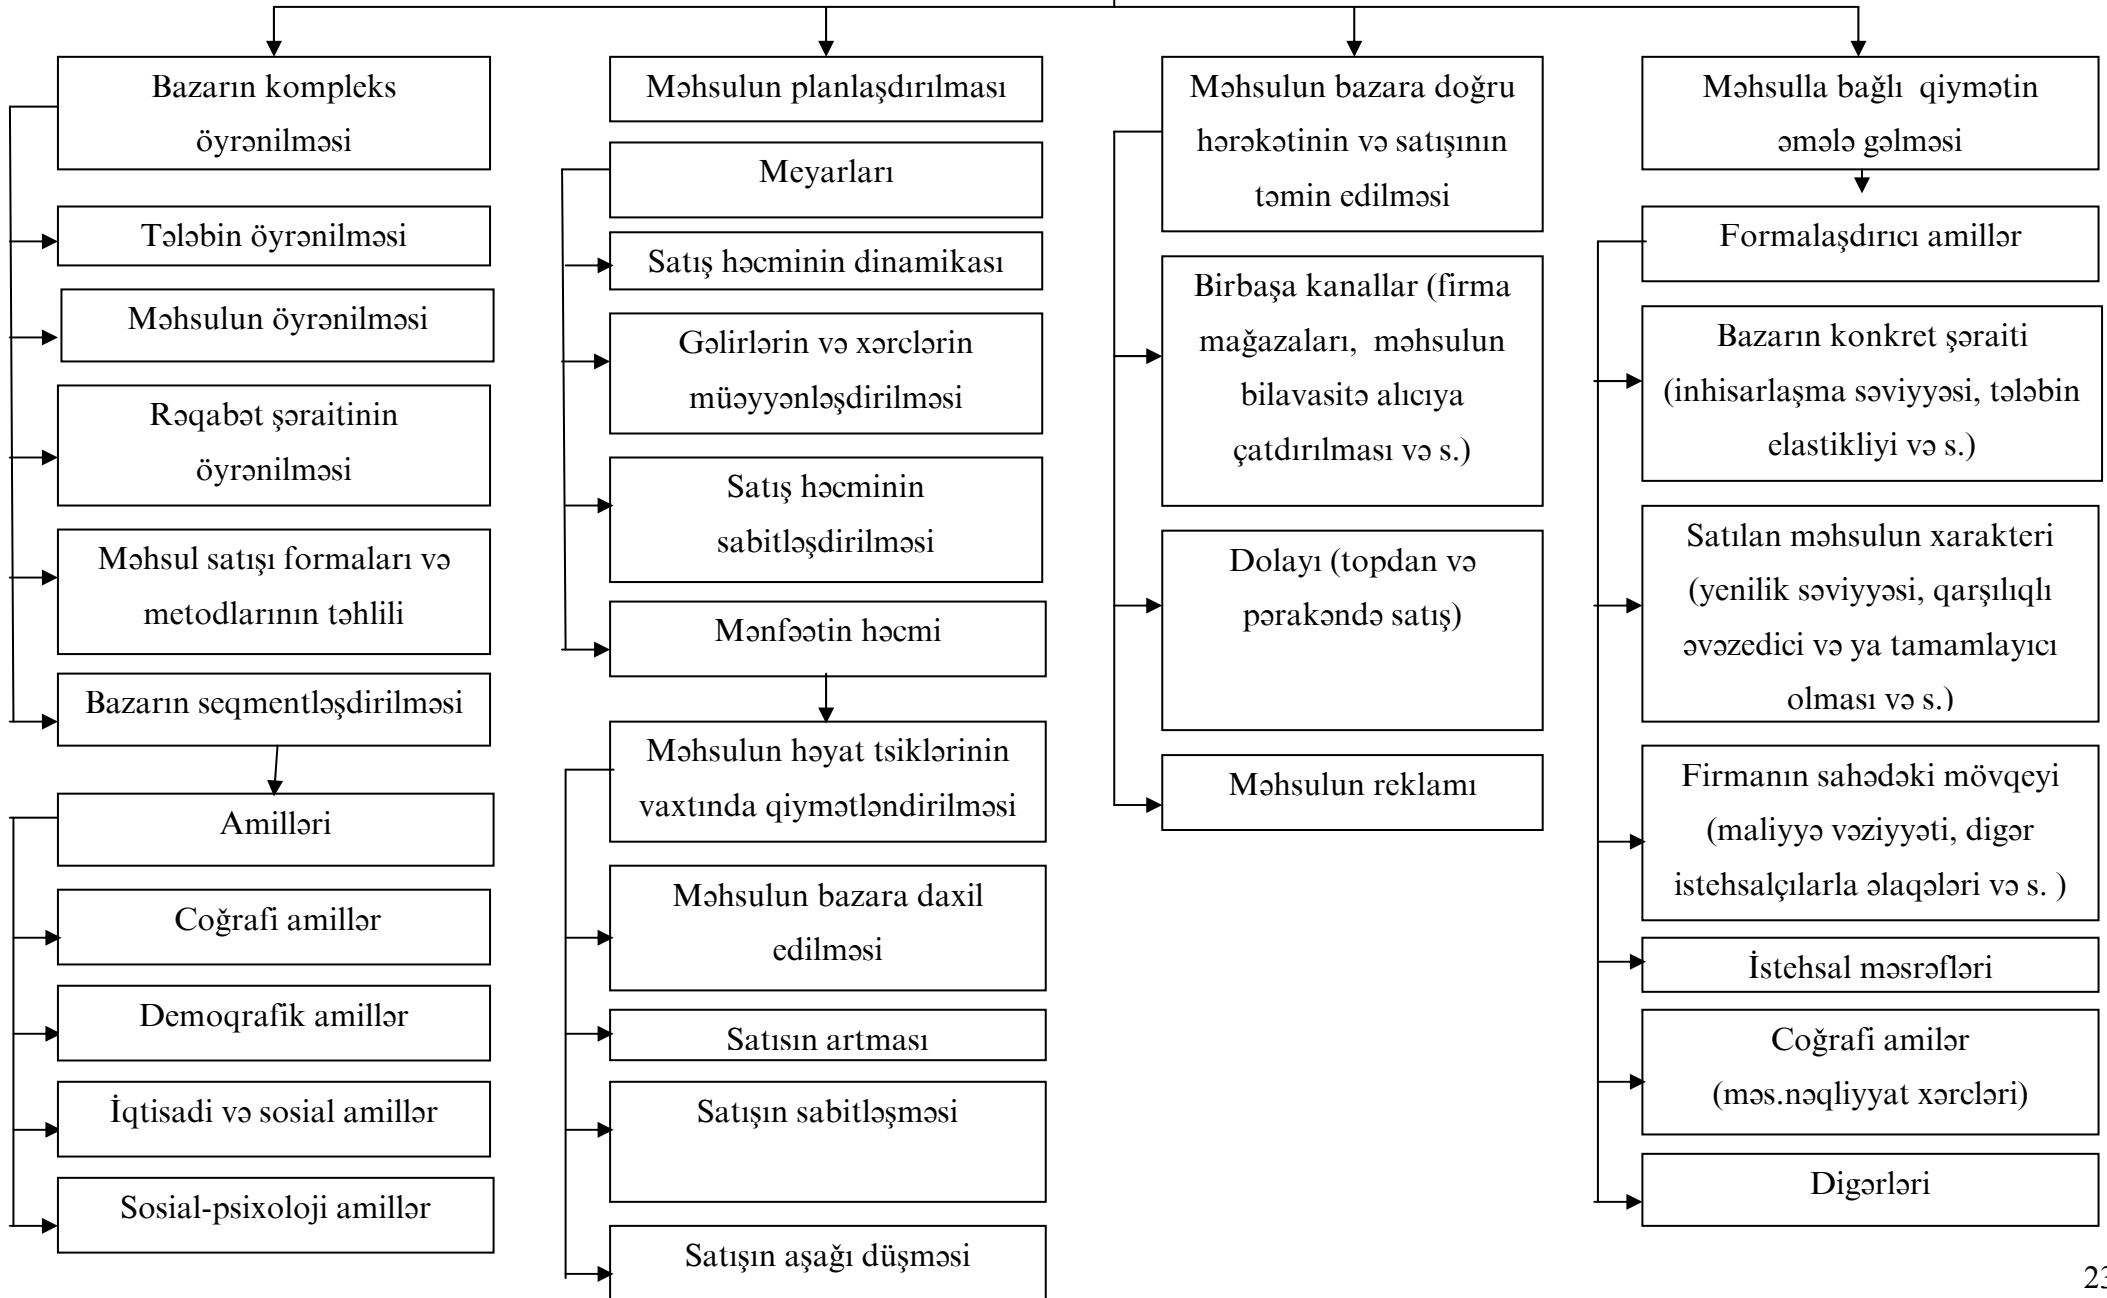 Bazarın kompleks
öyrənilməsi
Tələbin öyrənilməsi
Məhsulun öyrənilməsi
Rəqabət şəraitinin
öyrənilməsi
Məhsul satışı formaları və
metodlarının təhlili
Bazarın seqmentləşdirilməsi
Amilləri
Coğrafi amillər
Demoqrafik amillər
İqtisadi və sosial amillər
Sosial-psixoloji amillər
Məhsulun planlaşdırılması
Meyarları
Satış həcminin dinamikası
Gəlirlərin və xərclərin
müəyyənləşdirilməsi
Satış həcminin
sabitləşdirilməsi
Mənfəətin həcmi
Məhsulun həyat tsiklərinin
vaxtında qiymətləndirilməsi
Məhsulun bazara daxil
edilməsi
Satısın artması
Satışın sabitləşməsi
Satışın aşağı düşməsi
Məhsulun bazara doğru
hərəkətinin və satışının
təmin edilməsi
Birbaşa kanallar (firma
mağazaları, məhsulun
bilavasitə alıcıya
çatdırılması və s.)
Dolayı (topdan və
pərakəndə satış)
Məhsulun reklamı
Məhsulla bağlı qiymətin
əmələ gəlməsi
Formalaşdırıcı amillər
Bazarın konkret şəraiti
(inhisarlaşma səviyyəsi, tələbin
elastikliyi və s.)
Satılan məhsulun xarakteri
(yenilik səviyyəsi, qarşılıqlı
əvəzedici və ya tamamlayıcı
olması və s.)
Firmanın sahədəki mövqeyi
(maliyyə vəziyyəti, digər
istehsalçılarla əlaqələri və s. )
İstehsal məsrəfləri
Coğrafi amilər
(məs.nəqliyyat xərcləri)
Digərləri
23